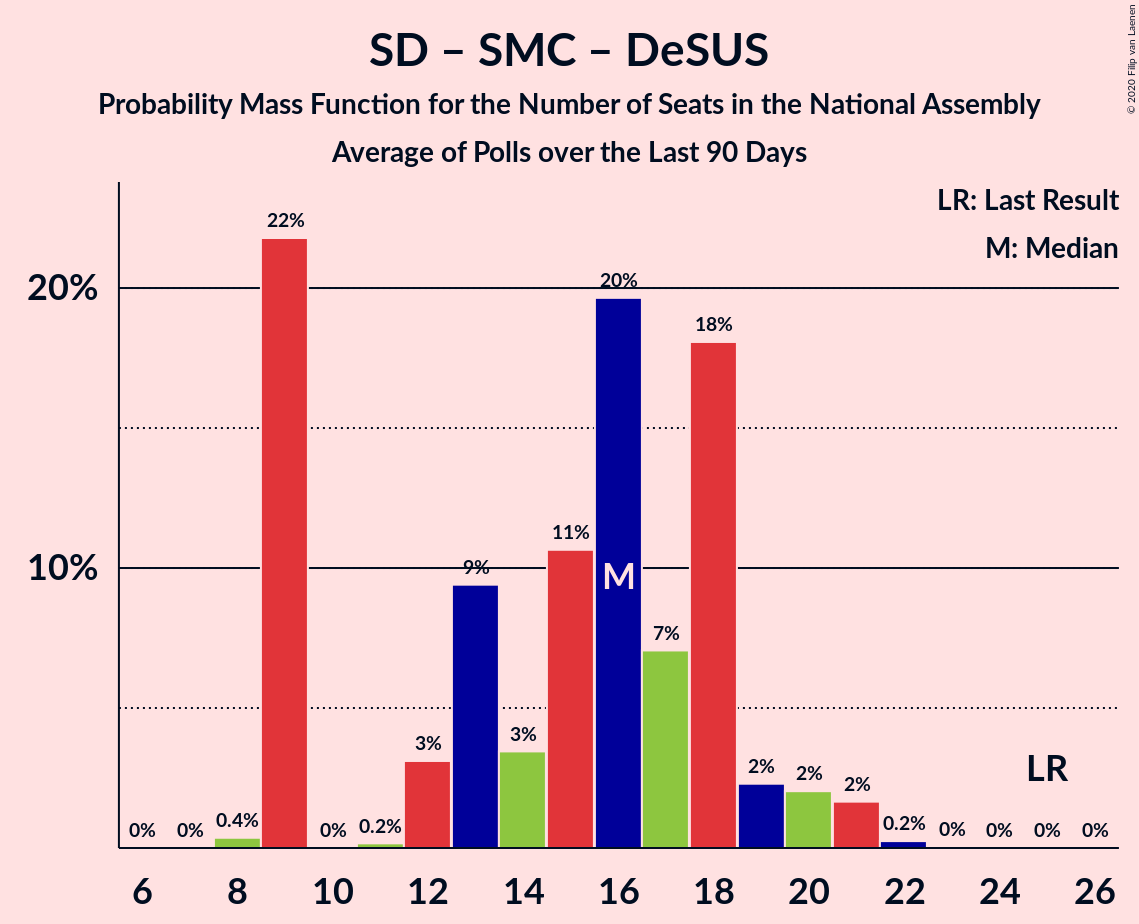 SD – SMC – DeSUS
Probability Mass Function for the Number of Seats in the National Assembly
Average of Polls over the Last 90 Days
© 2020 Filip van Laenen
LR: Last Result
M: Median
20%
10%
0% 0% 0.4% 22% 0% 0.2% 3% 9% 3% 11% 20% 7% 18% 2% 2% 2% 0.2% 0% 0% 0% 0%
M
LR
6 8 10 12 14 16 18 20 22 24 26